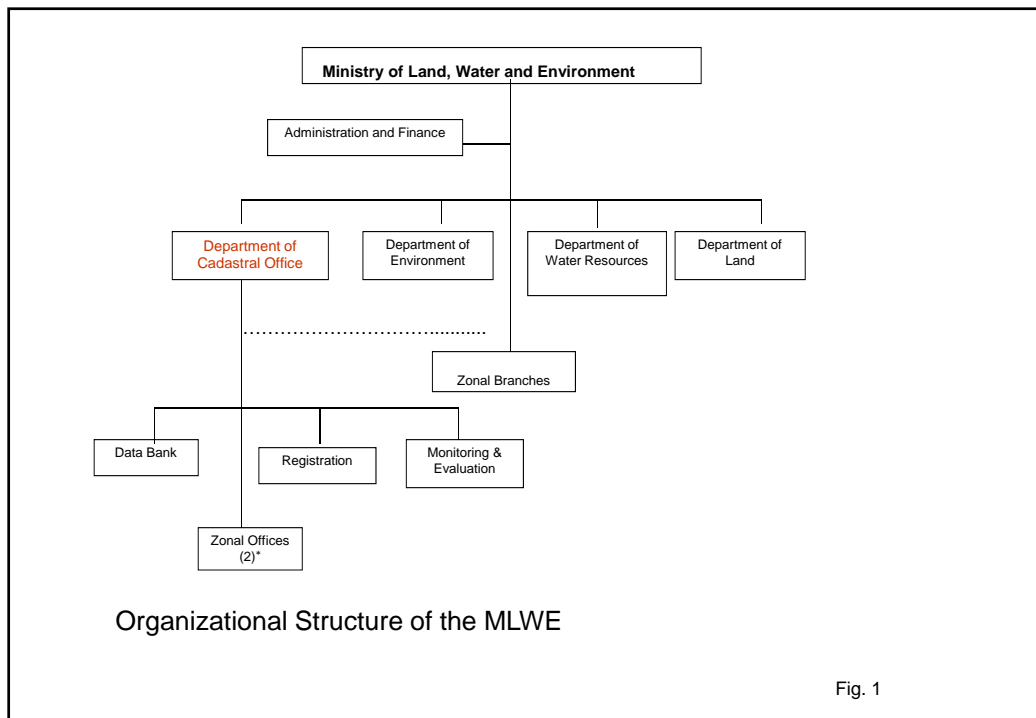 Ministry of Land, Water and Environment
Administration and Finance
Department of
Cadastral Office
Department of
Environment
Department of
Water Resources
Department of
Land
Zonal Branches
Data Bank
Registration
Monitoring &
Evaluation
Zonal Offices
(2)*
Organizational Structure of the MLWE
Fig. 1